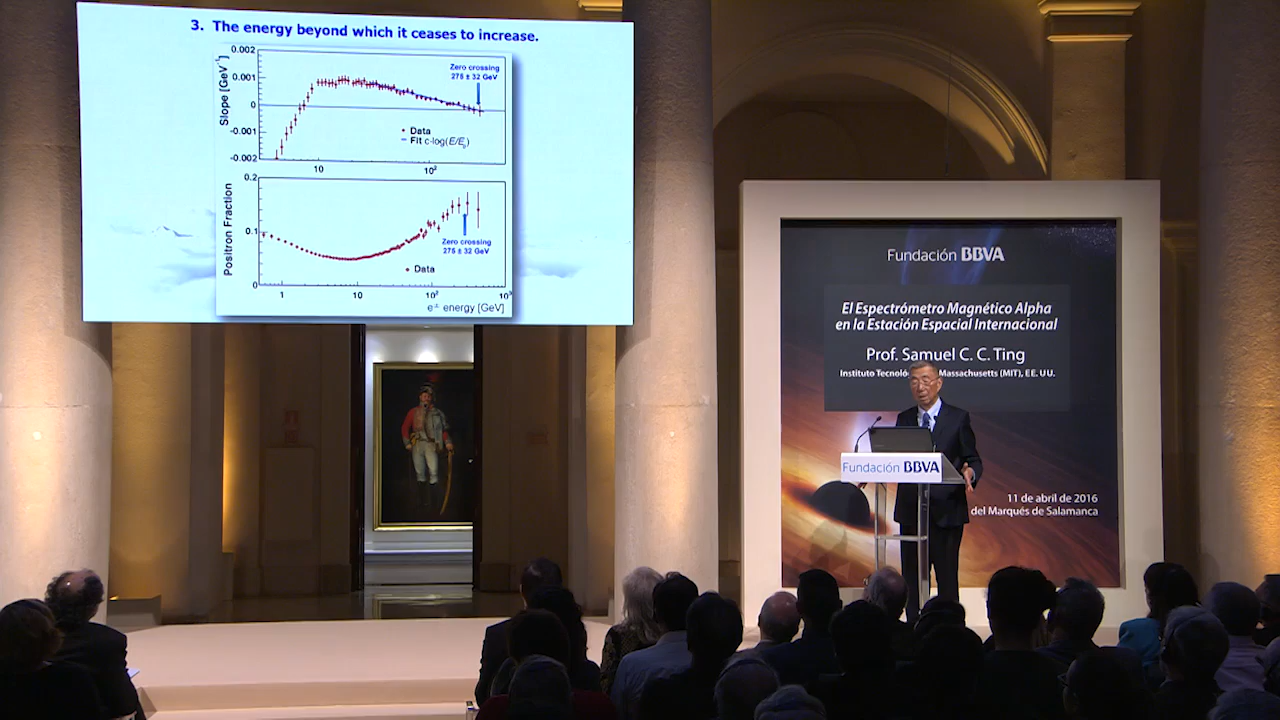 3. The energy beyond which it ceases to increase.
Slope [GeV⁻¹]
0.002
0.001
0
-0.001
-0.002
Zero crossing
275 ± 32 GeV
Data
Fit c·log(E/E₀)
10
10²
Positron Fraction
0.2
0.1
0
Zero crossing
275 ± 32 GeV
Data
1
10
10²
10³
e± energy [GeV]
Fundación BBVA
El Espectrómetro Magnético Alpha
en la Estación Espacial Internacional
Prof. Samuel C. C. Ting
Instituto Tecnoló Massachusetts (MIT), EE. UU.
Fundación BBVA
11 de abril de 2016
del Marqués de Salamanca